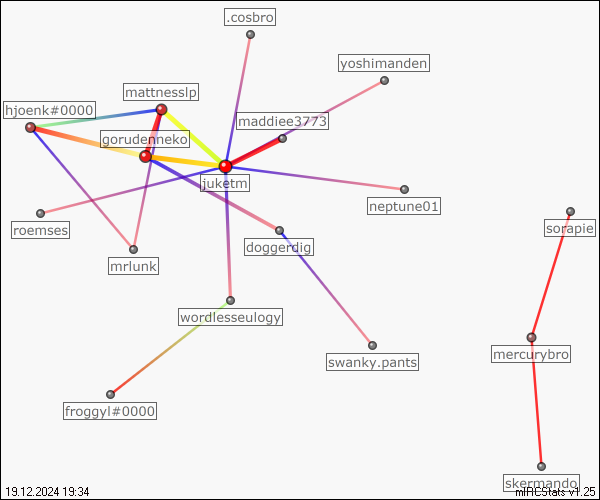 .cosbro
yoshimanden
mattnesslp
hjoenk#0000
maddiee3773
gorudenneko
juketm
neptune01
roemses
sorapie
doggerdig
mrlunk
wordlesseulogy
mercurybro
swanky.pants
froggyl#0000
skermando
19.12.2024 19:34
mIRCStats v1.25